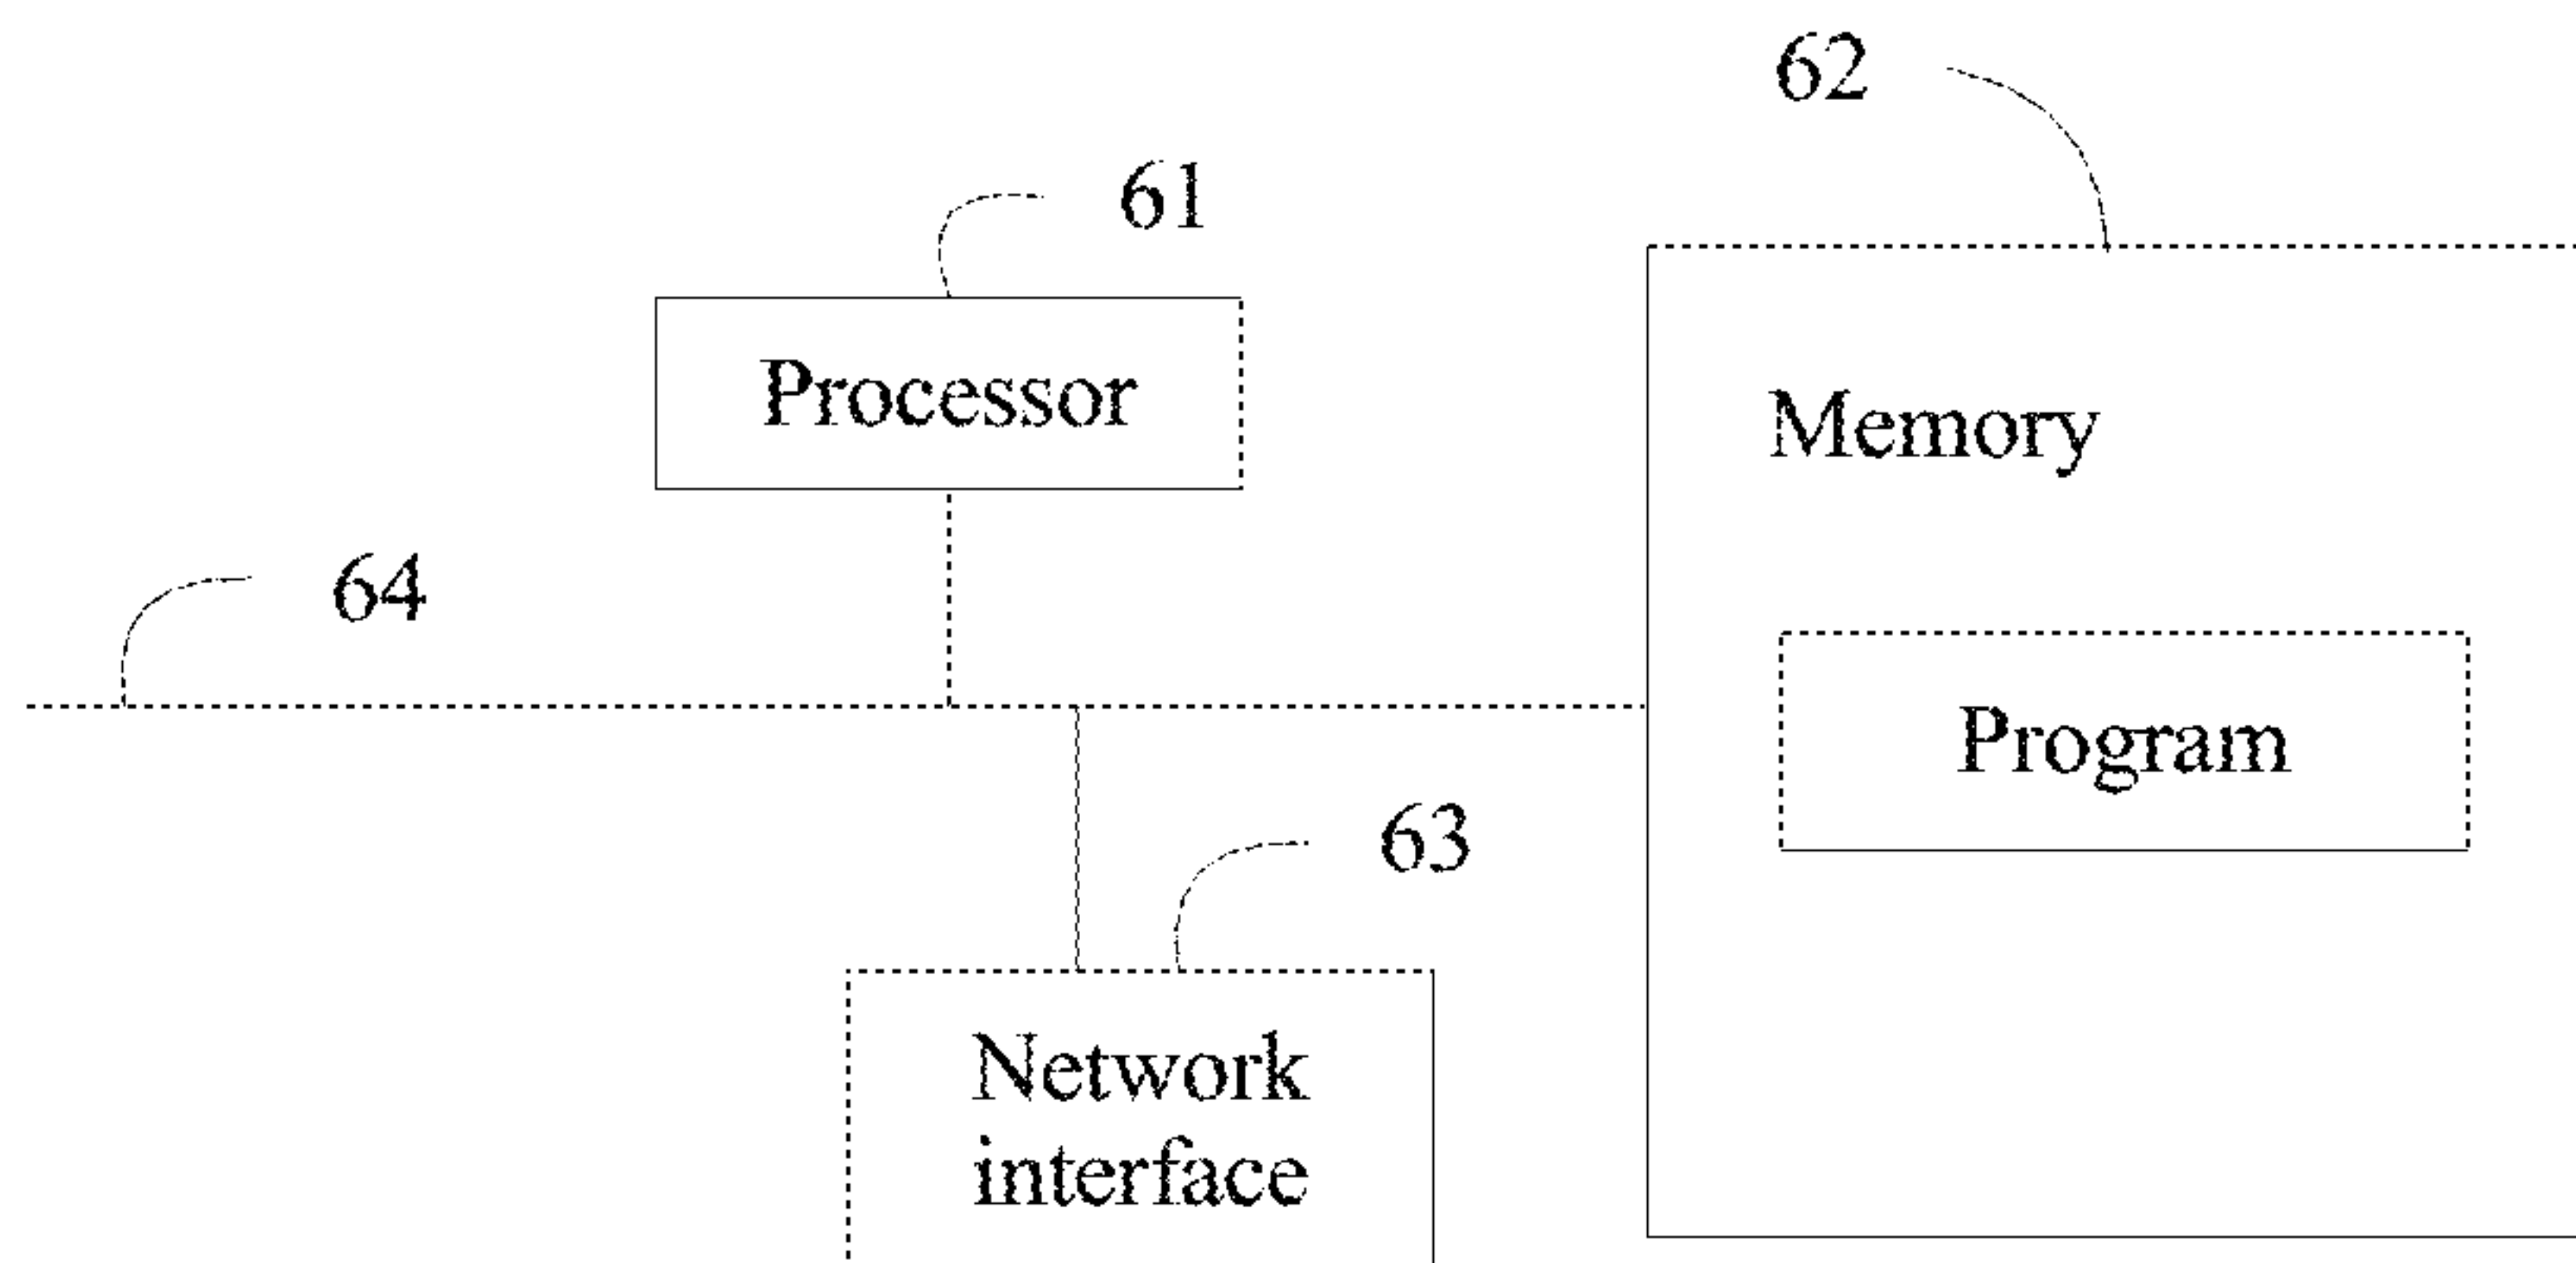 62
61
Processor
Memory
64
Program
63
Network
interface